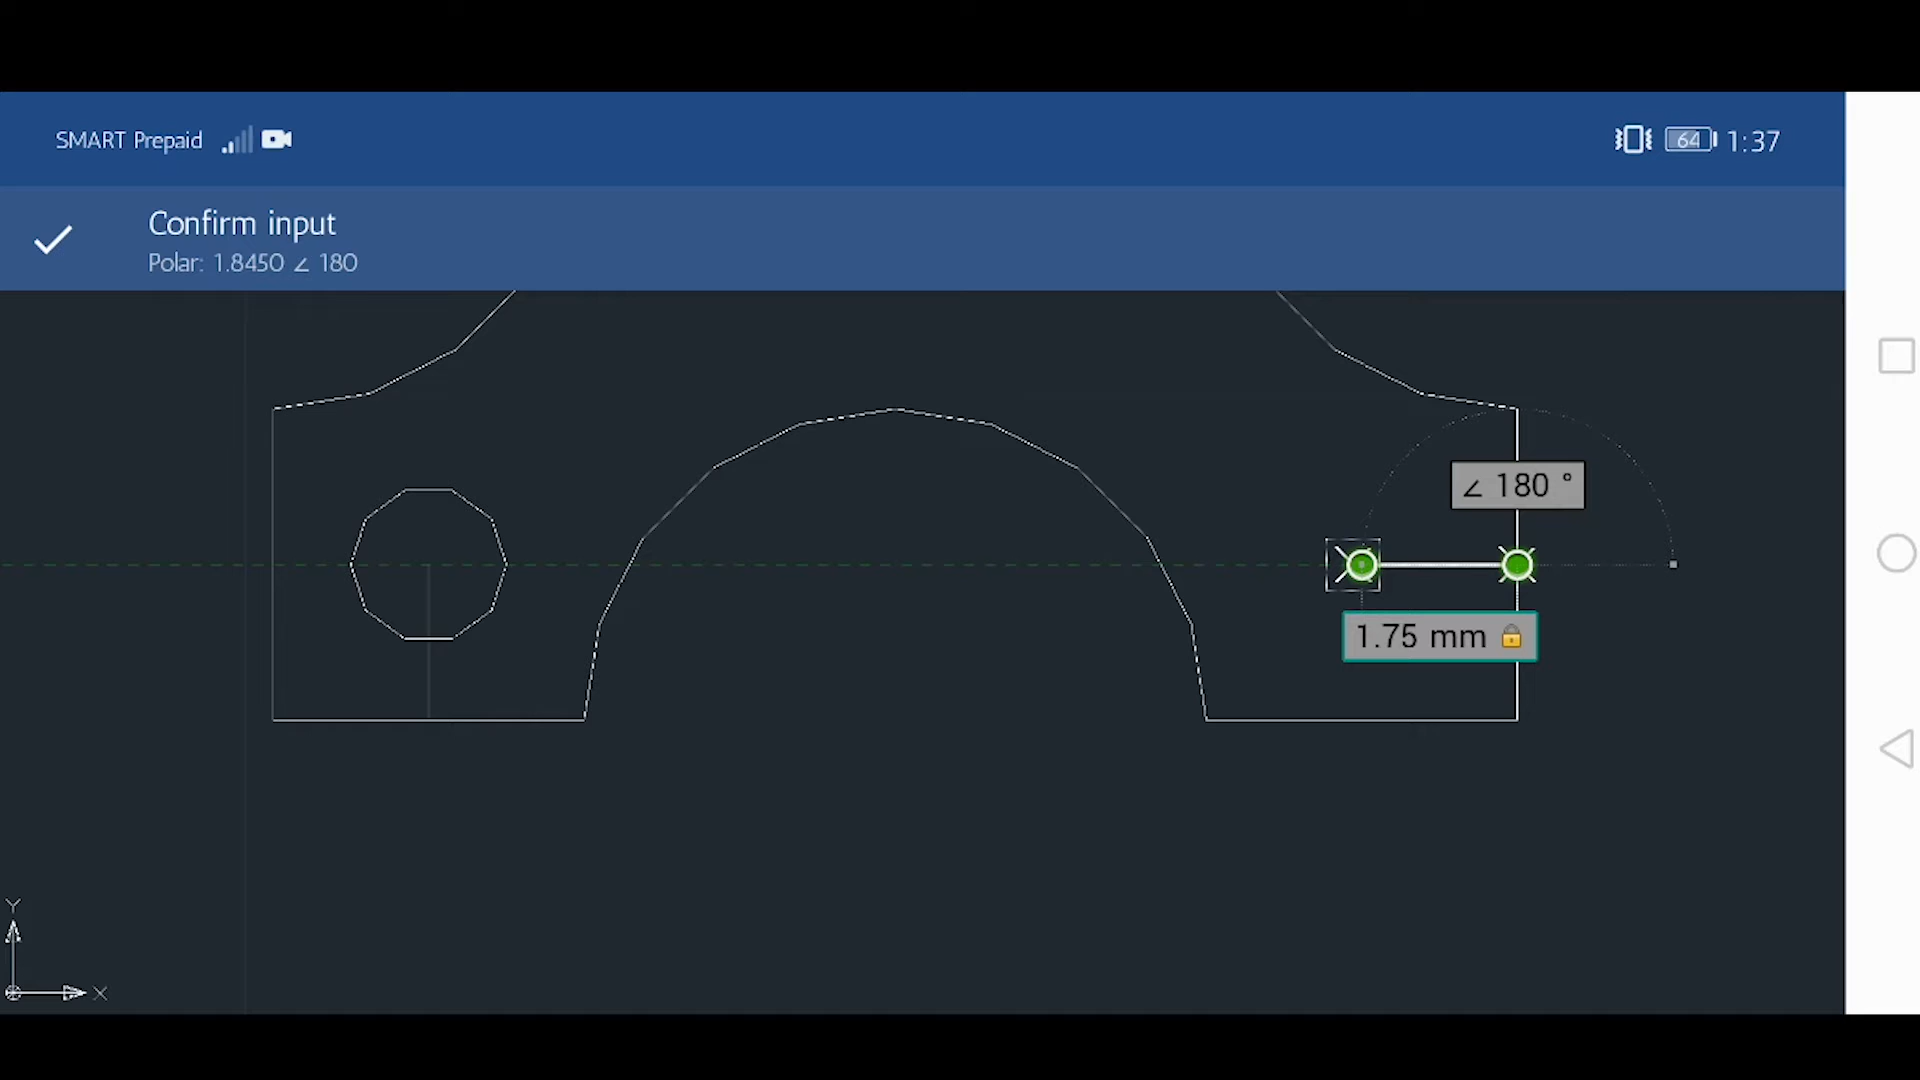 SMART Prepaid
64 1:37
Confirm input
Polar: 1.8450 ∠ 180
∠ 180 °
1.75 mm
Y
X